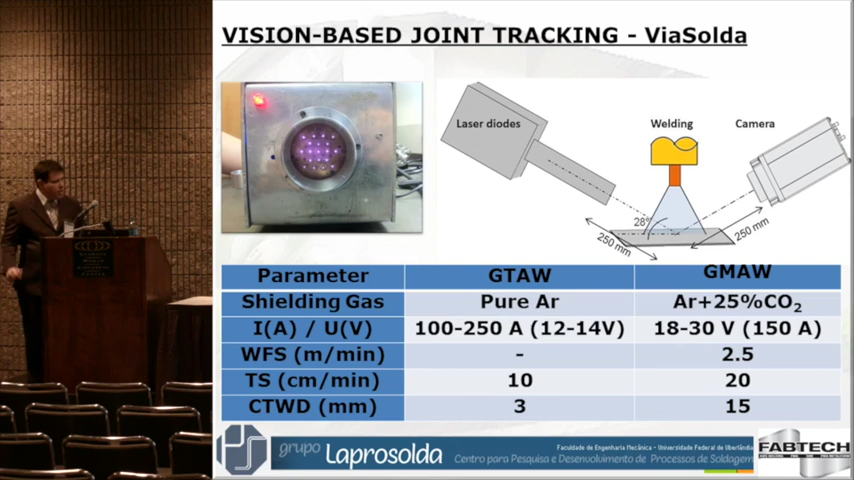 VISION-BASED JOINT TRACKING - ViaSolda
Laser diodes
Welding
Camera
28°
250 mm
250 mm
Parameter GTAW GMAW
Shielding Gas Pure Ar Ar+25%CO₂
I(A) / U(V) 100-250 A (12-14V) 18-30 V (150 A)
WFS (m/min) - 2.5
TS (cm/min) 10 20
CTWD (mm) 3 15
grupo Laprosolda
Faculdade de Engenharia Mecânica - Universidade Federal de Uberlândia
Centro para Pesquisa e Desenvolvimento de Processos de Soldagem
FABTECH